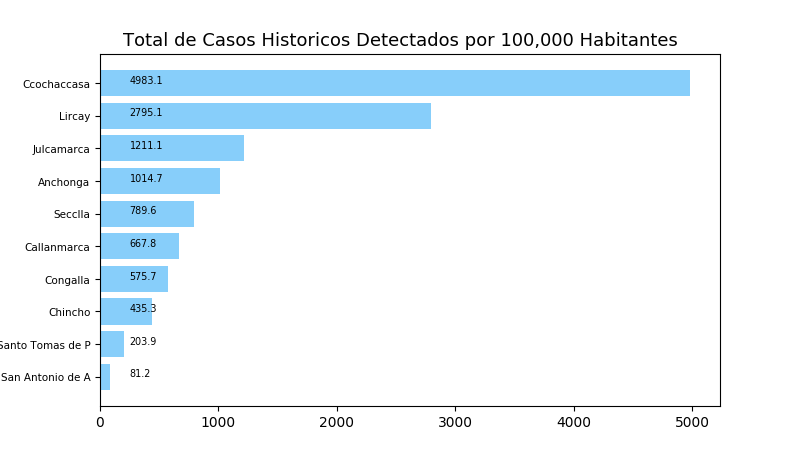 Total de Casos Historicos Detectados por 100,000 Habitantes
Ccochaccasa 4983.1
Lircay 2795.1
Julcamarca 1211.1
Anchonga 1014.7
Secclla 789.6
Callanmarca 667.8
Congalla 575.7
Chincho 435.3
Santo Tomas de P 203.9
San Antonio de A 81.2
0 1000 2000 3000 4000 5000